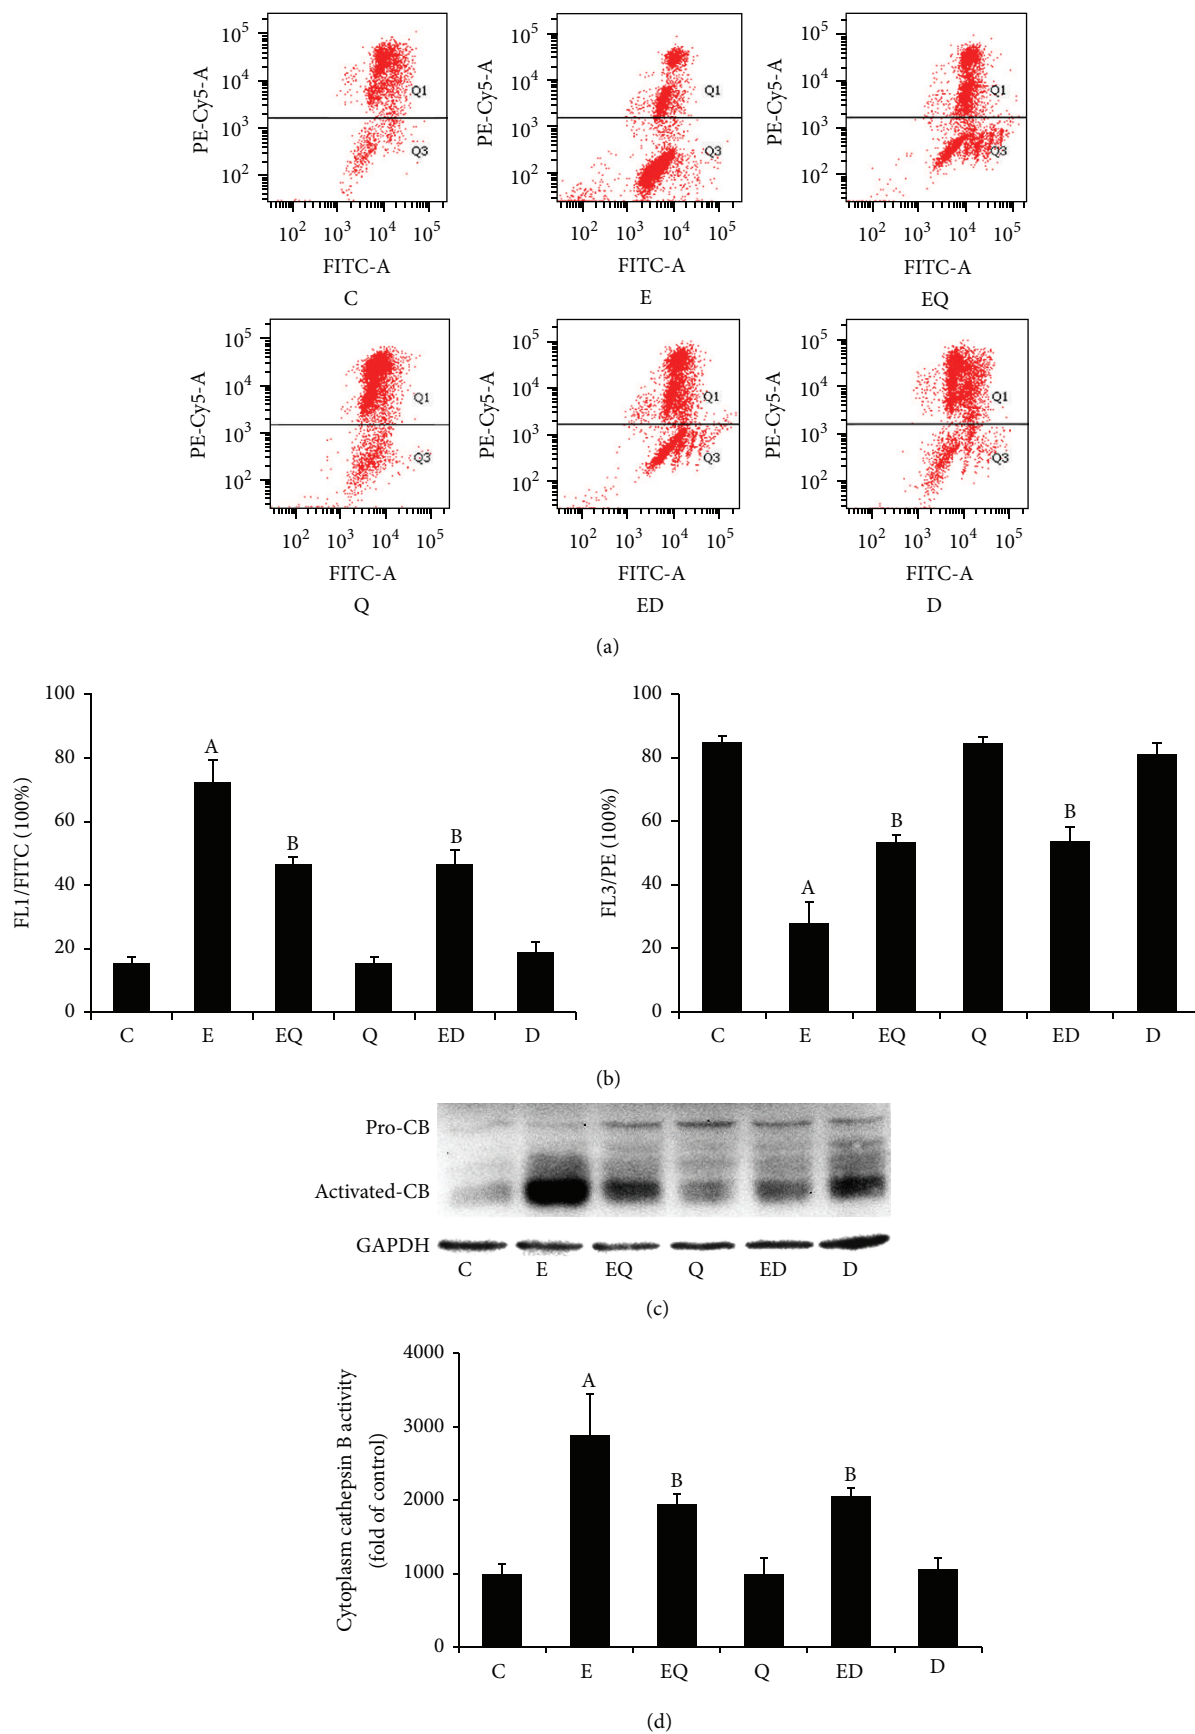 PE-Cy5-A
10^5
10^4
10^3
10^2
Q1
Q3
10^2 10^3 10^4 10^5
FITC-A
C
PE-Cy5-A
10^5
10^4
10^3
10^2
Q1
Q3
10^2 10^3 10^4 10^5
FITC-A
E
PE-Cy5-A
10^5
10^4
10^3
10^2
Q1
Q3
10^2 10^3 10^4 10^5
FITC-A
EQ
PE-Cy5-A
10^5
10^4
10^3
10^2
Q1
Q3
10^2 10^3 10^4 10^5
FITC-A
Q
PE-Cy5-A
10^5
10^4
10^3
10^2
Q1
Q3
10^2 10^3 10^4 10^5
FITC-A
ED
PE-Cy5-A
10^5
10^4
10^3
10^2
Q1
Q3
10^2 10^3 10^4 10^5
FITC-A
D
(a)
FL1/FITC (100%)
100
80
60
40
20
0
A
B
B
C E EQ Q ED D
FL3/PE (100%)
100
80
60
40
20
0
A
B
B
C E EQ Q ED D
(b)
Pro-CB
Activated-CB
GAPDH
C E EQ Q ED D
(c)
Cytoplasm cathepsin B activity
(fold of control)
4000
3000
2000
1000
0
A
B
B
C E EQ Q ED D
(d)